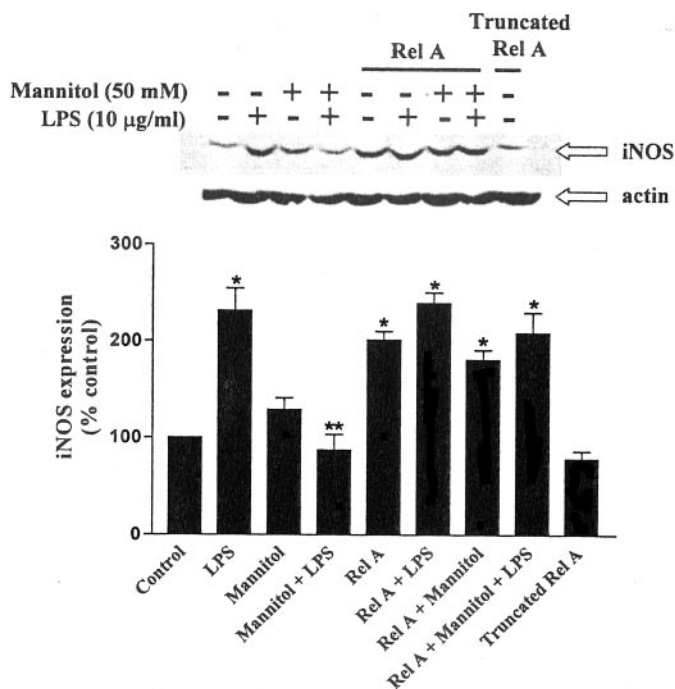 Truncated
Rel A Rel A
Mannitol (50 mM) - - + + - - + + -
LPS (10 µg/ml) - + - + - + - + -
iNOS
actin
300
200
100
0
iNOS expression
(% control)
* ** * * * *
Control
LPS
Mannitol
Mannitol + LPS
Rel A
Rel A + LPS
Rel A + Mannitol
Rel A + Mannitol + LPS
Truncated Rel A